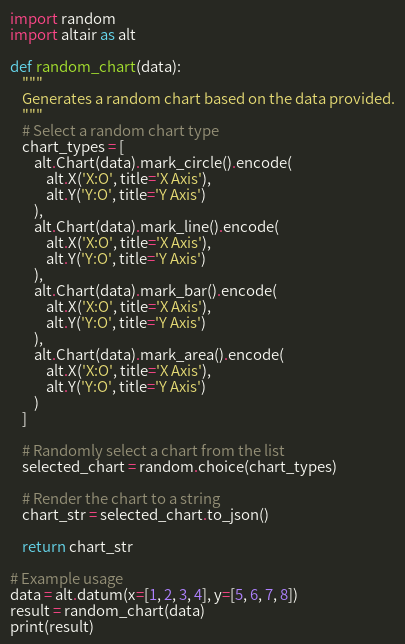 import random
import altair as alt

def random_chart(data):
    """
    Generates a random chart based on the data provided.
    """
    # Select a random chart type
    chart_types = [
        alt.Chart(data).mark_circle().encode(
            alt.X('X:O', title='X Axis'),
            alt.Y('Y:O', title='Y Axis')
        ),
        alt.Chart(data).mark_line().encode(
            alt.X('X:O', title='X Axis'),
            alt.Y('Y:O', title='Y Axis')
        ),
        alt.Chart(data).mark_bar().encode(
            alt.X('X:O', title='X Axis'),
            alt.Y('Y:O', title='Y Axis')
        ),
        alt.Chart(data).mark_area().encode(
            alt.X('X:O', title='X Axis'),
            alt.Y('Y:O', title='Y Axis')
        )
    ]

    # Randomly select a chart from the list
    selected_chart = random.choice(chart_types)

    # Render the chart to a string
    chart_str = selected_chart.to_json()

    return chart_str

# Example usage
data = alt.datum(x=[1, 2, 3, 4], y=[5, 6, 7, 8])
result = random_chart(data)
print(result)